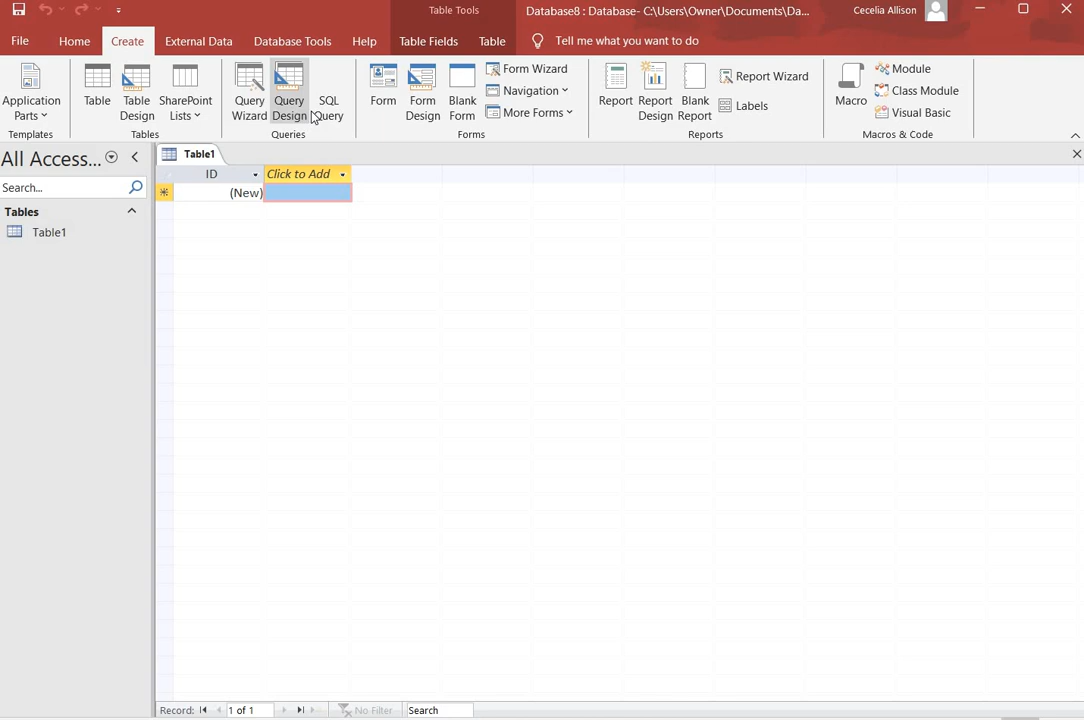 Table Tools
Database8 : Database- C:\Users\Owner\Documents\Da...
Cecelia Allison
File Home Create External Data Database Tools Help Table Fields Table Tell me what you want to do
Application Parts
Templates
Table
Table Design
SharePoint Lists
Tables
Query Wizard
Query Design
SQL Query
Queries
Form
Form Design
Blank Form
Form Wizard
Navigation
More Forms
Forms
Report
Report Design
Blank Report
Report Wizard
Labels
Reports
Macro
Module
Class Module
Visual Basic
Macros & Code
All Access...
Search...
Tables
Table1
Table1
ID Click to Add
(New)
Record: 1 of 1 No Filter Search